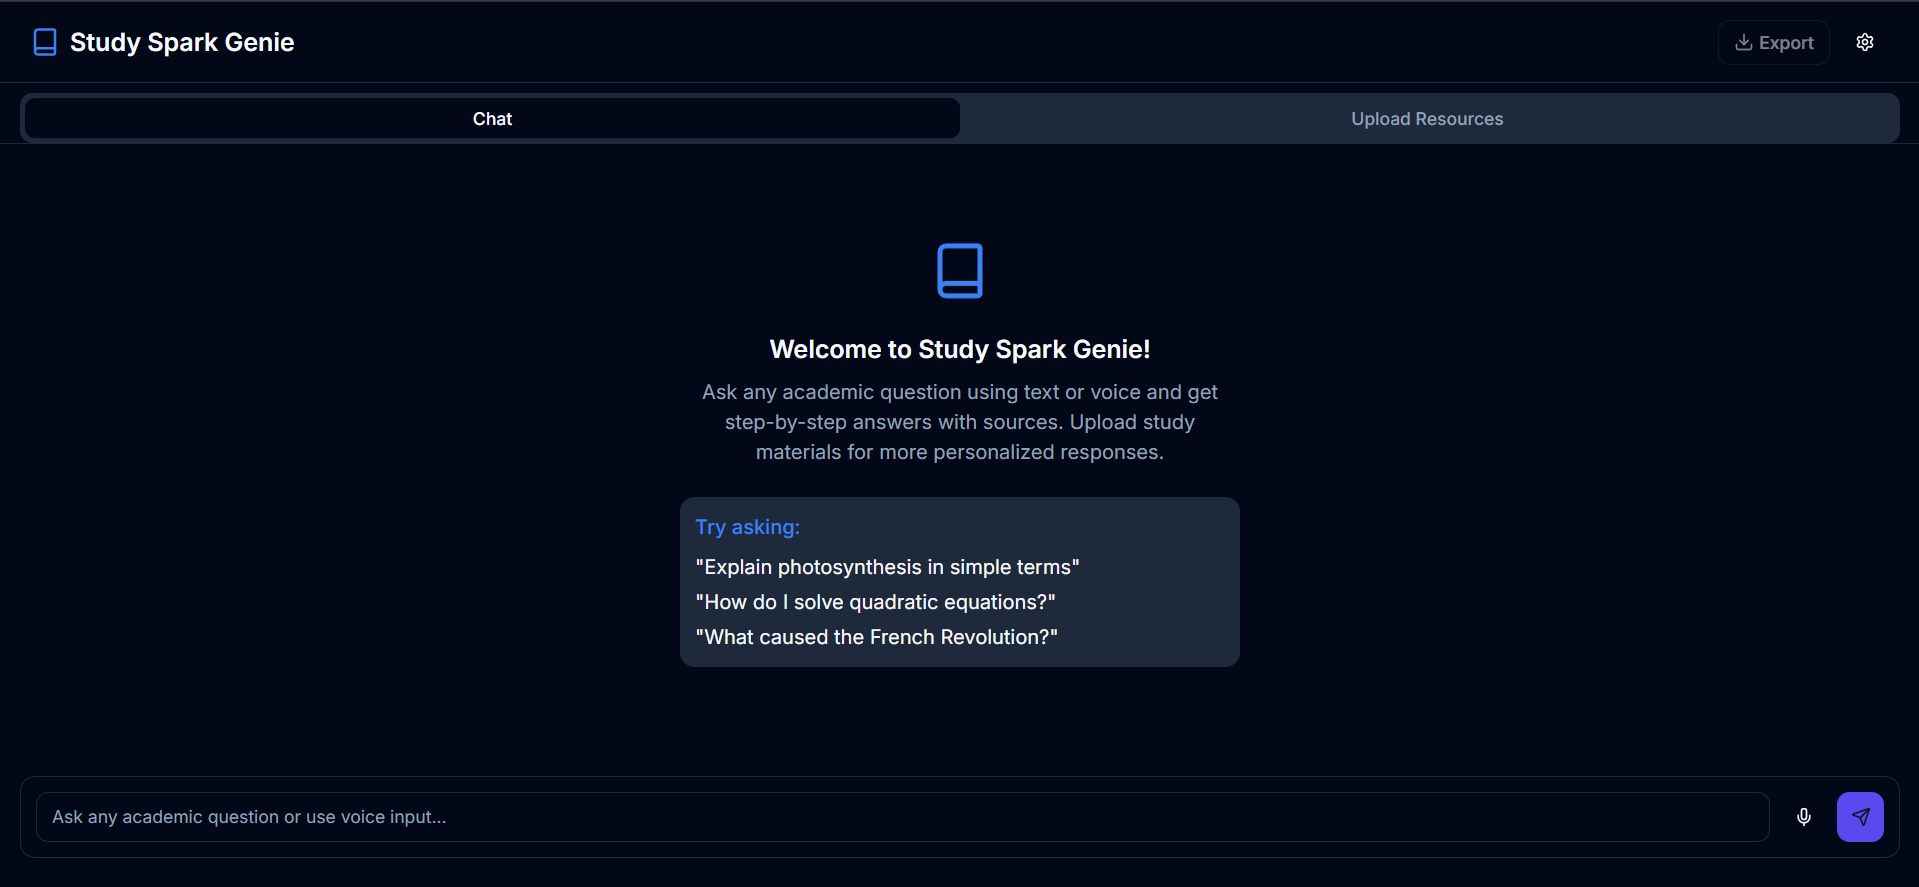 Study Spark Genie
Export
Chat
Upload Resources
Welcome to Study Spark Genie!
Ask any academic question using text or voice and get
step-by-step answers with sources. Upload study
materials for more personalized responses.
Try asking:
"Explain photosynthesis in simple terms"
"How do I solve quadratic equations?"
"What caused the French Revolution?"
Ask any academic question or use voice input...